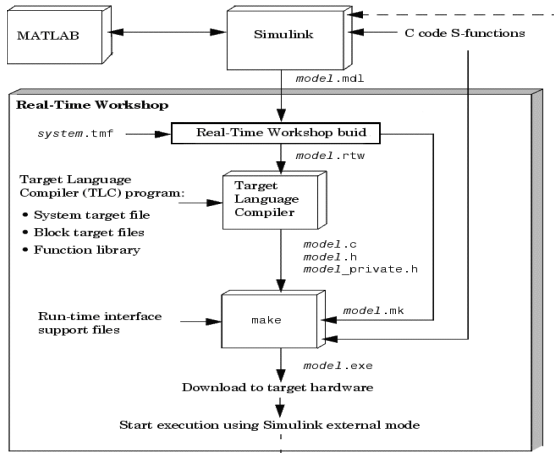 MATLAB
Simulink
C code S-functions
model.mdl
Real-Time Workshop
system.tmf
Real-Time Workshop buid
model.rtw
Target Language
Compiler (TLC) program:
• System target file
• Block target files
• Function library
Target
Language
Compiler
model.c
model.h
model_private.h
Run-time interface
support files
make
model.mk
model.exe
Download to target hardware
Start execution using Simulink external mode